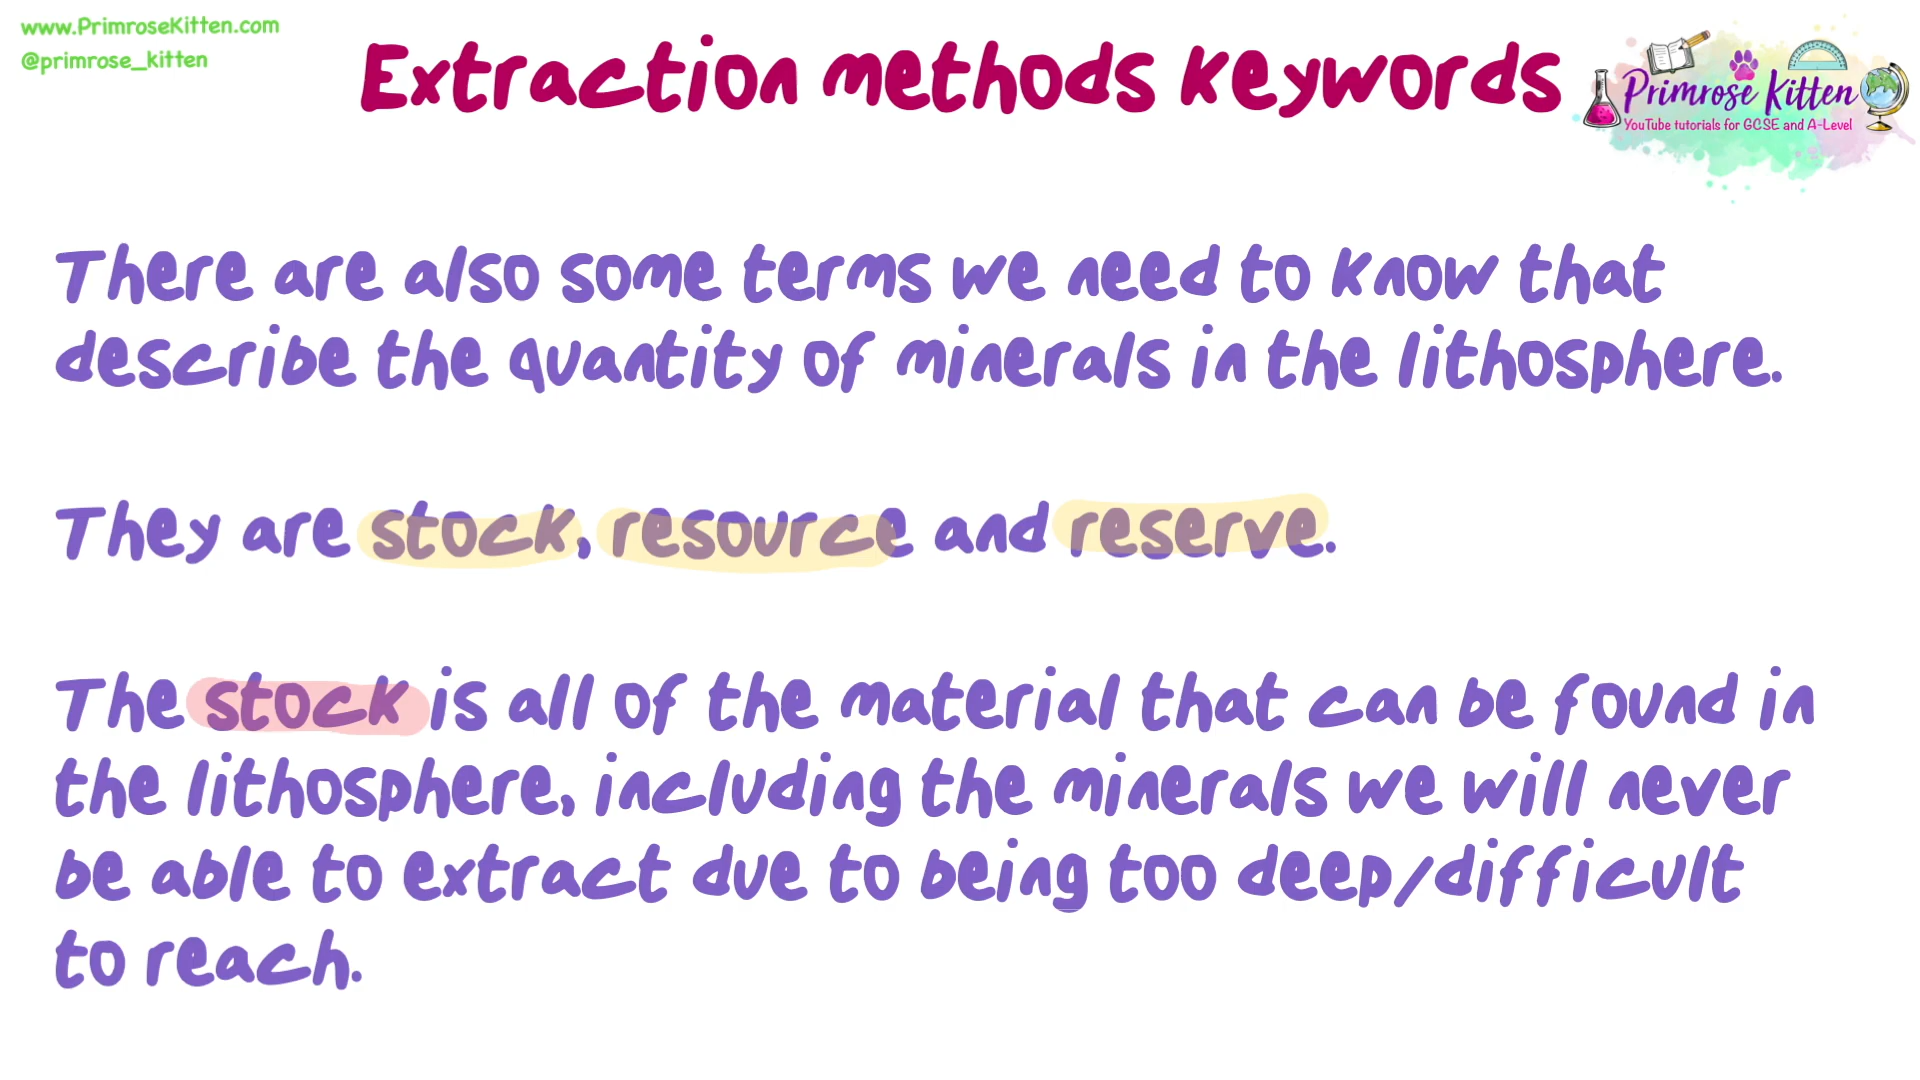 www.PrimroseKitten.com
@primrose_kitten
Extraction methods keywords
Primrose Kitten
YouTube tutorials for GCSE and A-Level
There are also some terms we need to know that
describe the quantity of minerals in the lithosphere.
They are stock, resource and reserve.
The stock is all of the material that can be found in
the lithosphere, including the minerals we will never
be able to extract due to being too deep/difficult
to reach.